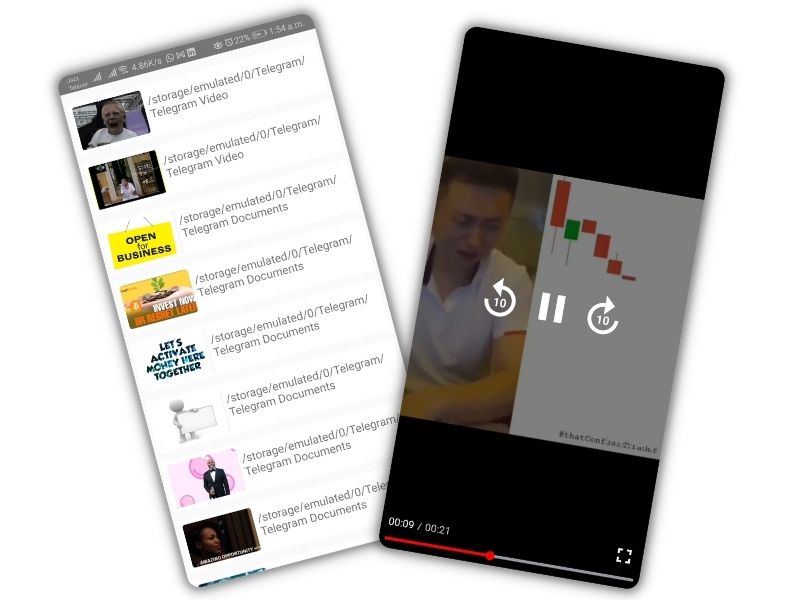 Jazz
Telenor
4.86K/s
22%
1:54 a.m.
/storage/emulated/0/Telegram/
Telegram Video
/storage/emulated/0/Telegram/
Telegram Video
OPEN
for
BUSINESS
/storage/emulated/0/Telegram/
Telegram Documents
INVEST NOW
OR REGRET LATER
/storage/emulated/0/Telegram/
Telegram Documents
LET'S
ACTIVATE
MONEY HERE
TOGETHER
/storage/emulated/0/Telegram/
Telegram Documents
/storage/emulated/0/Telegram/
Telegram Documents
/storage/emulated/0/Telegram/
Telegram Documents
AMAZING OPPORTUNITY
/storage/emulated/0/Tele
Telegram Documents
10
10
@thatConfusdTradr
00:09 / 00:21